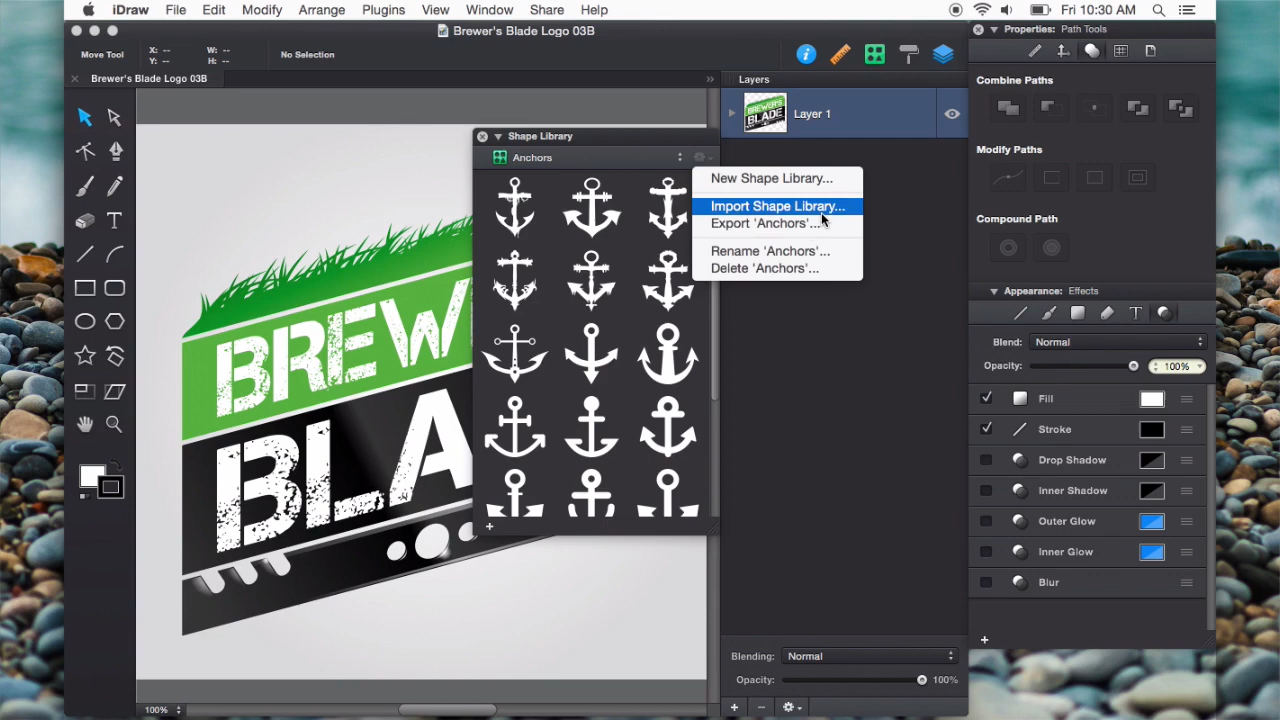 iDraw File Edit Modify Arrange Plugins View Window Share Help Fri 10:30 AM
Brewer's Blade Logo 03B
Properties: Path Tools
Move Tool X: -- W: -- No Selection
Y: -- H: --
Brewer's Blade Logo 03B
Layers
Layer 1
Combine Paths
Modify Paths
Compound Path
Shape Library
Anchors
New Shape Library...
Import Shape Library...
Export 'Anchors'...
Rename 'Anchors'...
Delete 'Anchors'...
BREW
BLA
Appearance: Effects
Blend: Normal
Opacity: 100%
Fill
Stroke
Drop Shadow
Inner Shadow
Outer Glow
Inner Glow
Blur
Blending: Normal
Opacity: 100%
100%